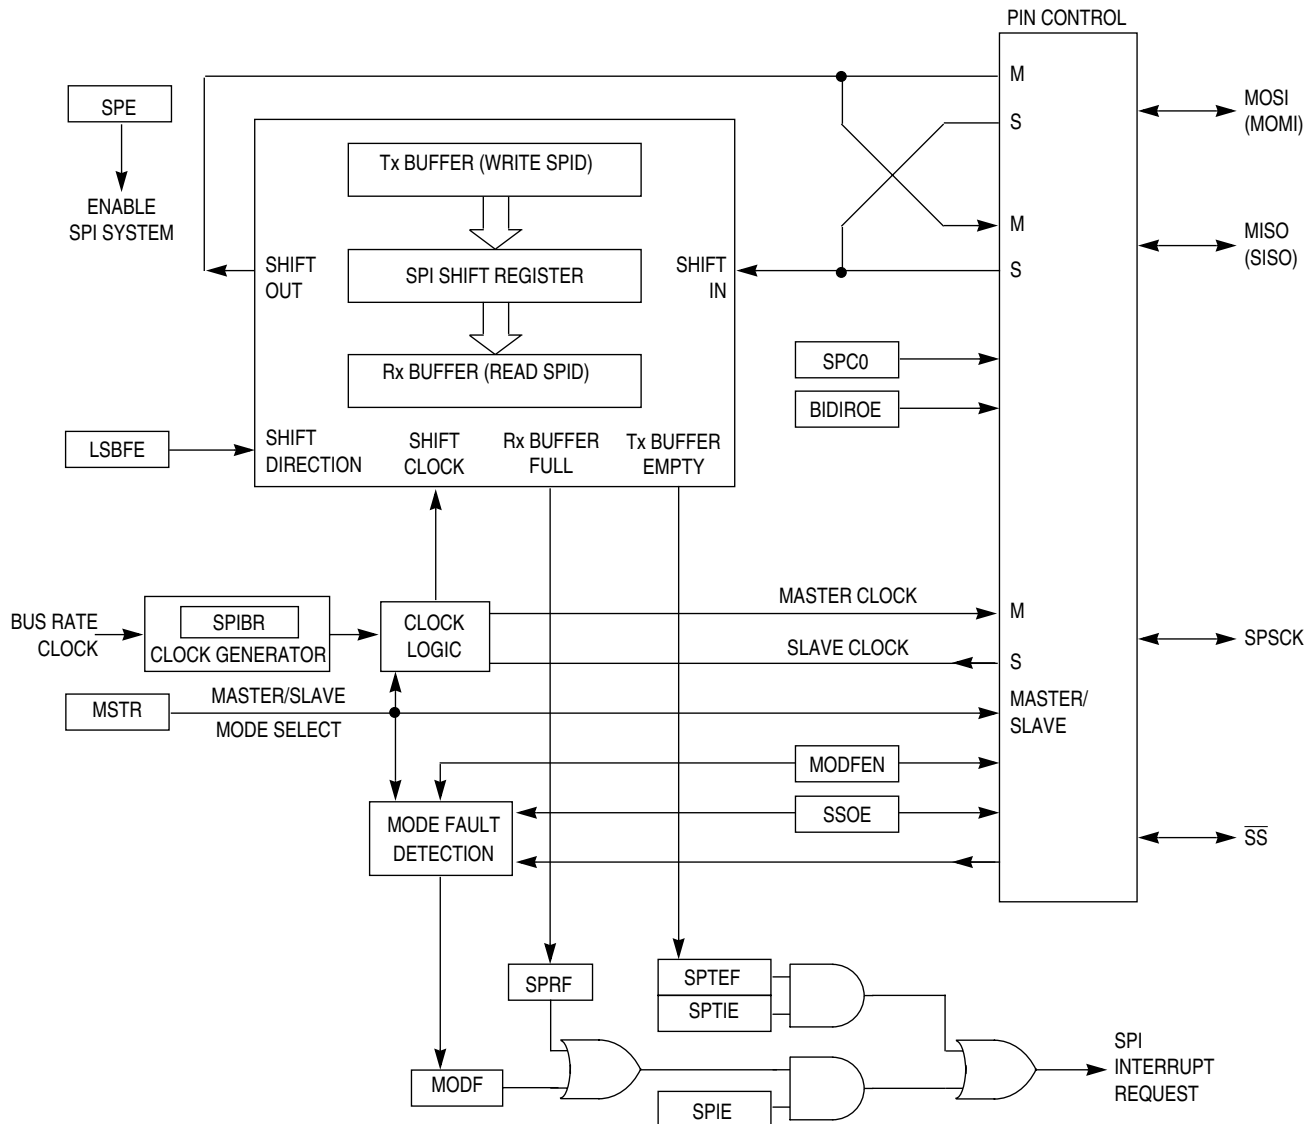 PIN CONTROL
M
MOSI
(MOMI)
S
SPE
ENABLE
SPI SYSTEM
Tx BUFFER (WRITE SPID)
M
MISO
(SISO)
SHIFT
OUT
SPI SHIFT REGISTER
SHIFT
IN
S
Rx BUFFER (READ SPID)
SPC0
BIDIROE
LSBFE
SHIFT
DIRECTION
SHIFT
CLOCK
Rx BUFFER
FULL
Tx BUFFER
EMPTY
BUS RATE
CLOCK
SPIBR
CLOCK GENERATOR
CLOCK
LOGIC
MASTER CLOCK
M
SLAVE CLOCK
S
SPSCK
MSTR
MASTER/SLAVE
MODE SELECT
MASTER/
SLAVE
MODFEN
SSOE
MODE FAULT
DETECTION
SS
SPRF
SPTEF
SPTIE
MODF
SPIE
SPI
INTERRUPT
REQUEST